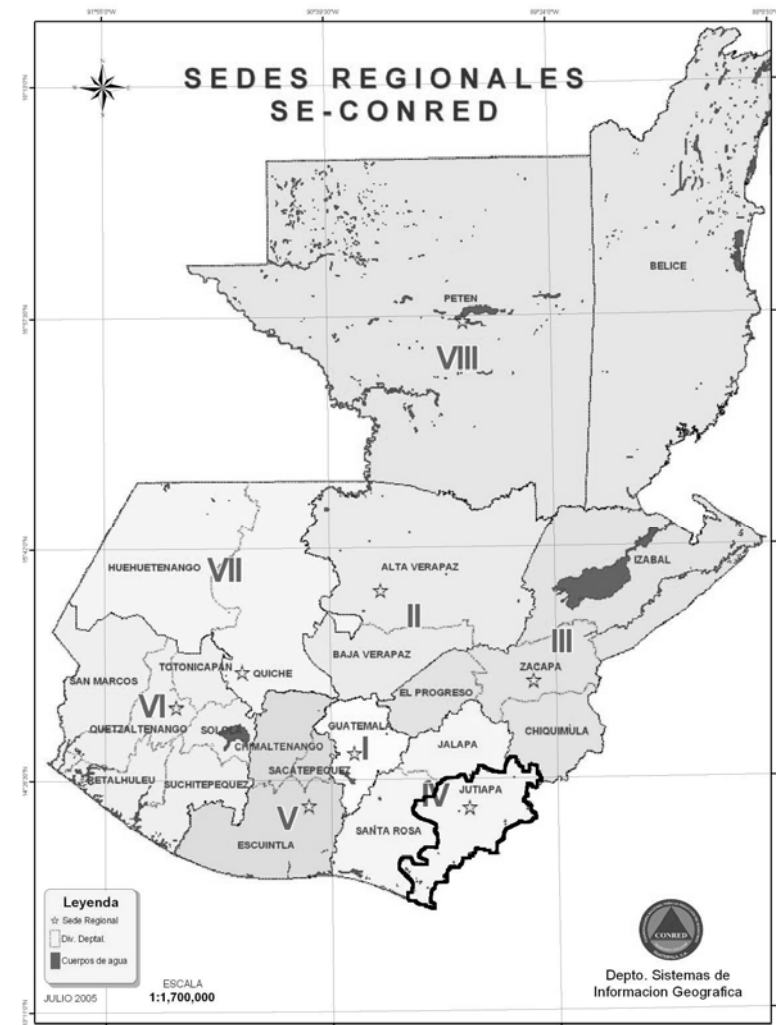 SEDES REGIONALES
SE-CONRED
BELICE
PETEN
VIII
HUEHUETENANGO
VII
ALTA VERAPAZ
II
IZABAL
III
BAJA VERAPAZ
ZACAPA
TOTONICAPÁN
QUICHE
SAN MARCOS
EL PROGRESO
VI
QUETZALTENANGO
SOLOLA
GUATEMALA
CHIQUIMULA
CHIMALTENANGO
I
JALAPA
SACATEPEQUEZ
RETALHULEU
SUCHITEPEQUEZ
IV
JUTIAPA
V
SANTA ROSA
ESCUINTLA
Leyenda
Sede Regional
Div. Deptal.
Cuerpos de agua
JULIO 2005
ESCALA
1:1,700,000
CONRED
Depto. Sistemas de
Informacion Geografica